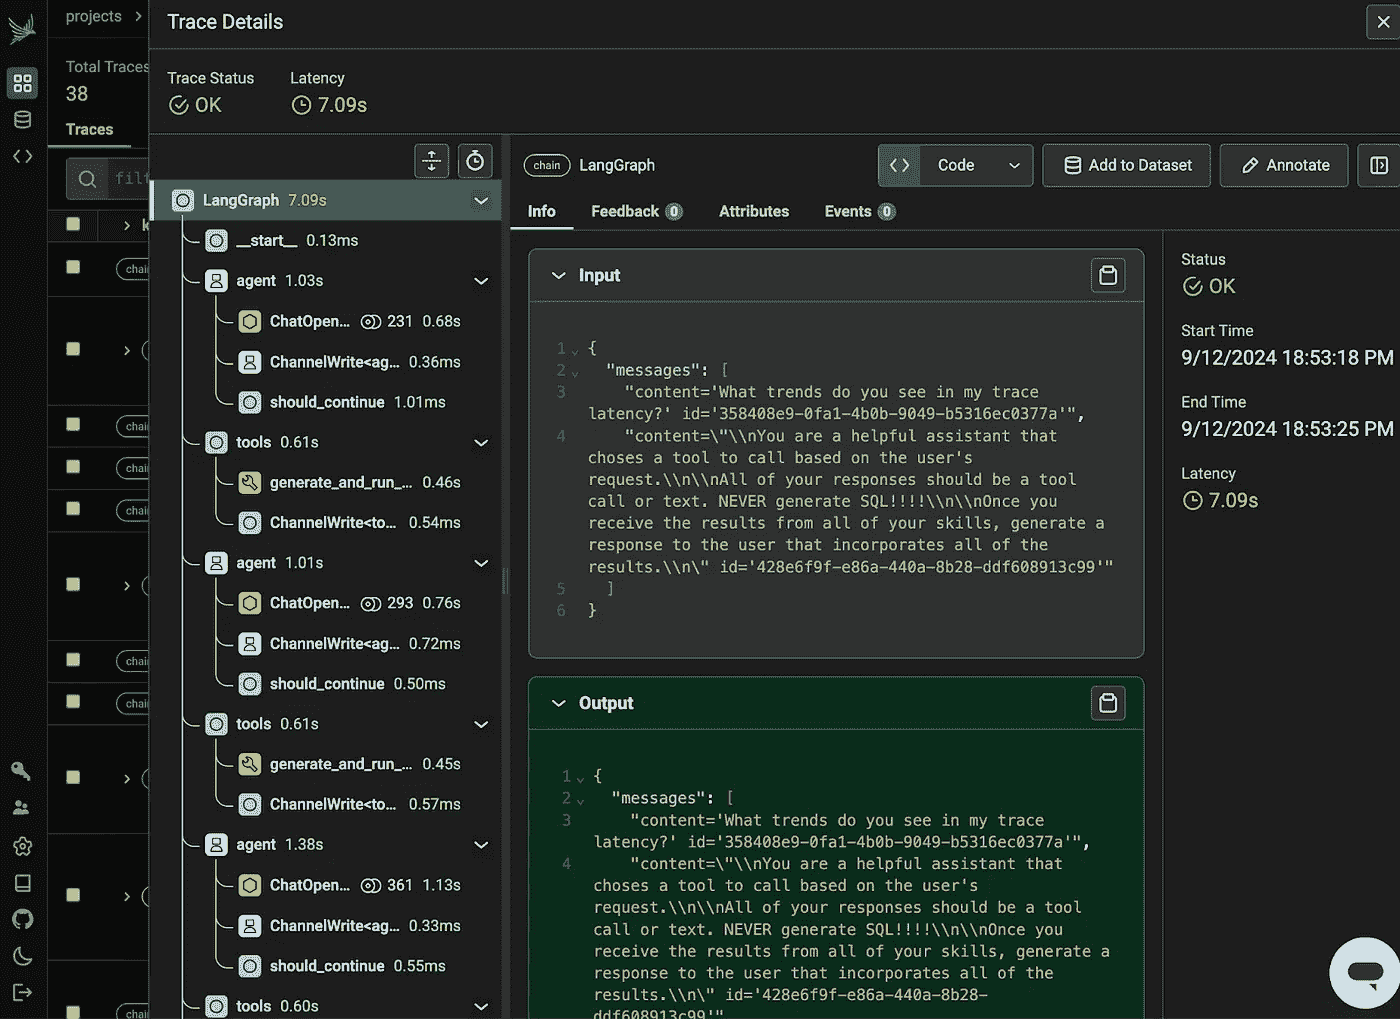 projects
Trace Details
Total Traces
38
Traces
Trace Status
OK
Latency
7.09s
LangGraph 7.09s
__start__ 0.13ms
agent 1.03s
ChatOpen... 231 0.68s
ChannelWrite<ag... 0.36ms
should_continue 1.01ms
tools 0.61s
generate_and_run_... 0.46s
ChannelWrite<to... 0.54ms
agent 1.01s
ChatOpen... 293 0.76s
ChannelWrite<ag... 0.72ms
should_continue 0.50ms
tools 0.61s
generate_and_run_... 0.45s
ChannelWrite<to... 0.57ms
agent 1.38s
ChatOpen... 361 1.13s
ChannelWrite<ag... 0.33ms
should_continue 0.55ms
tools 0.60s
chain LangGraph
Code
Add to Dataset
Annotate
Info
Feedback 0
Attributes
Events 0
Input
1 {
2 "messages": [
3 "content='What trends do you see in my trace
latency?' id='358408e9-0fa1-4b0b-9049-b5316ec0377a'",
4 "content=\"\\nYou are a helpful assistant that
choses a tool to call based on the user's
request.\\n\\nAll of your responses should be a tool
call or text. NEVER generate SQL!!!!\\n\\nOnce you
receive the results from all of your skills, generate a
response to the user that incorporates all of the
results.\\n\" id='428e6f9f-e86a-440a-8b28-ddf608913c99'"
5 ]
6 }
Output
1 {
2 "messages": [
3 "content='What trends do you see in my trace
latency?' id='358408e9-0fa1-4b0b-9049-b5316ec0377a'",
4 "content=\"\\nYou are a helpful assistant that
choses a tool to call based on the user's
request.\\n\\nAll of your responses should be a tool
call or text. NEVER generate SQL!!!!\\n\\nOnce you
receive the results from all of your skills, generate a
response to the user that incorporates all of the
results.\\n\" id='428e6f9f-e86a-440a-8b28-
ddf608913c99'"
Status
OK
Start Time
9/12/2024 18:53:18 PM
End Time
9/12/2024 18:53:25 PM
Latency
7.09s